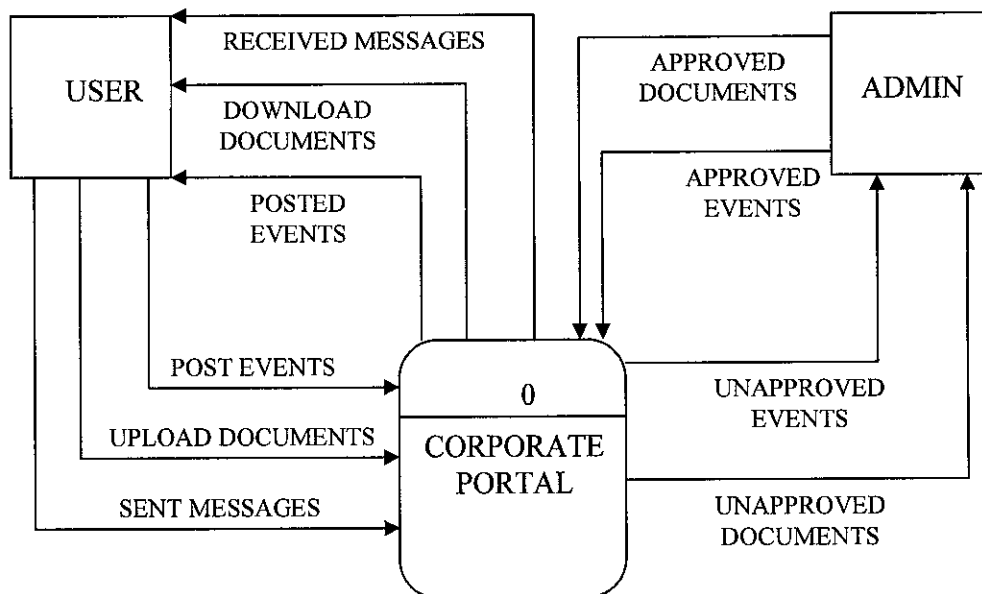 USER
RECEIVED MESSAGES
DOWNLOAD
DOCUMENTS
POSTED
EVENTS
APPROVED
DOCUMENTS
ADMIN
APPROVED
EVENTS
POST EVENTS
UPLOAD DOCUMENTS
SENT MESSAGES
0
CORPORATE
PORTAL
UNAPPROVED
EVENTS
UNAPPROVED
DOCUMENTS